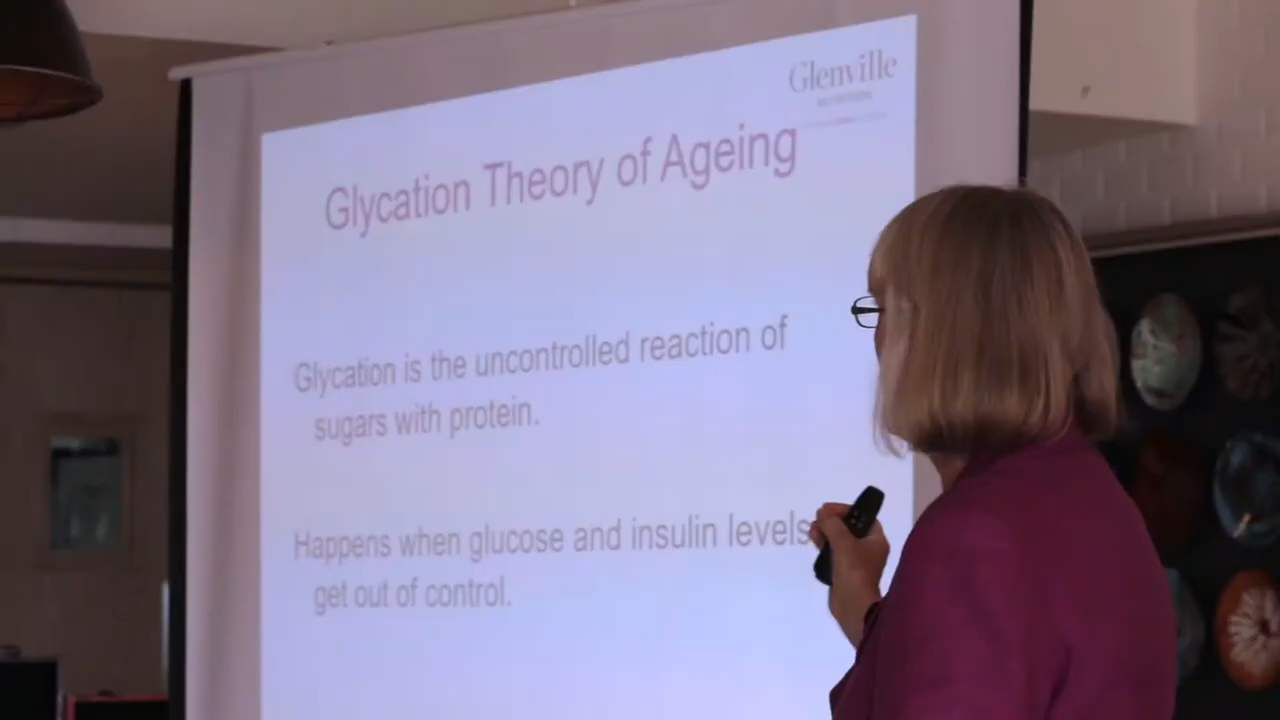 Glenville
Glycation Theory of Ageing
Glycation is the uncontrolled reaction of
sugars with protein.
Happens when glucose and insulin levels
get out of control.